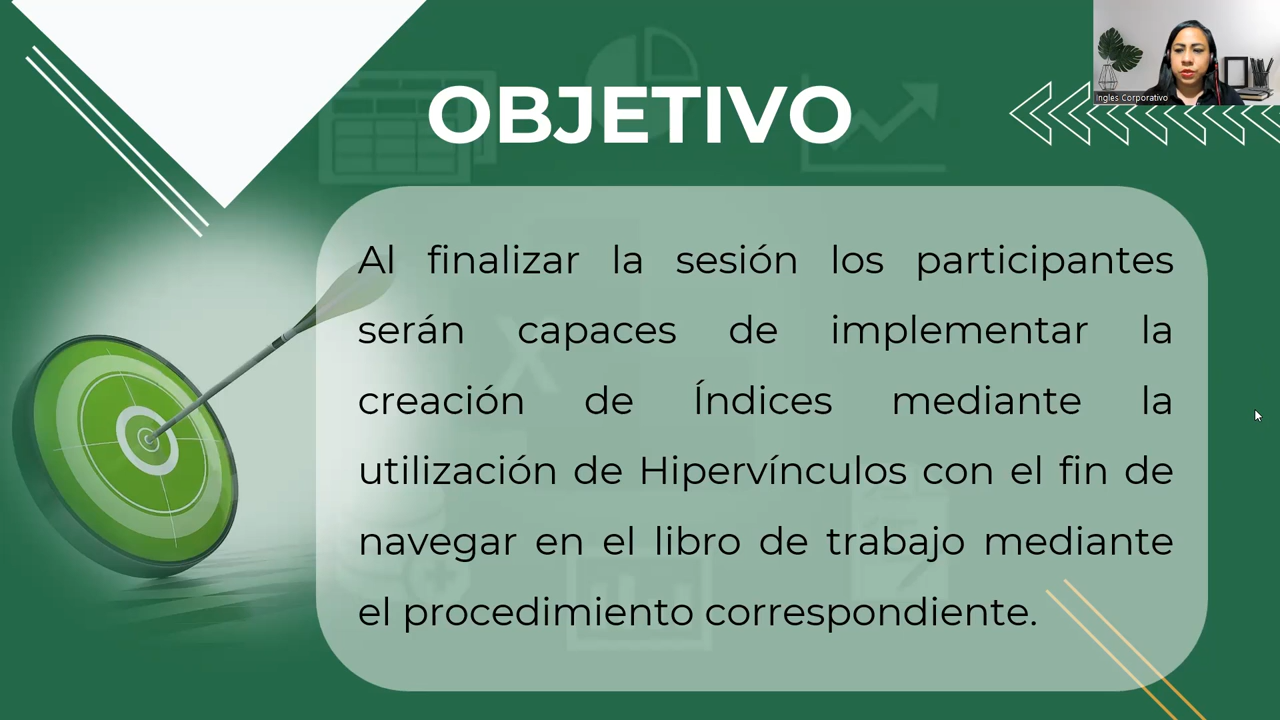 OBJETIVO
Ingles Corporativo
Al finalizar la sesión los participantes
serán capaces de implementar la
creación de Índices mediante la
utilización de Hipervínculos con el fin de
navegar en el libro de trabajo mediante
el procedimiento correspondiente.